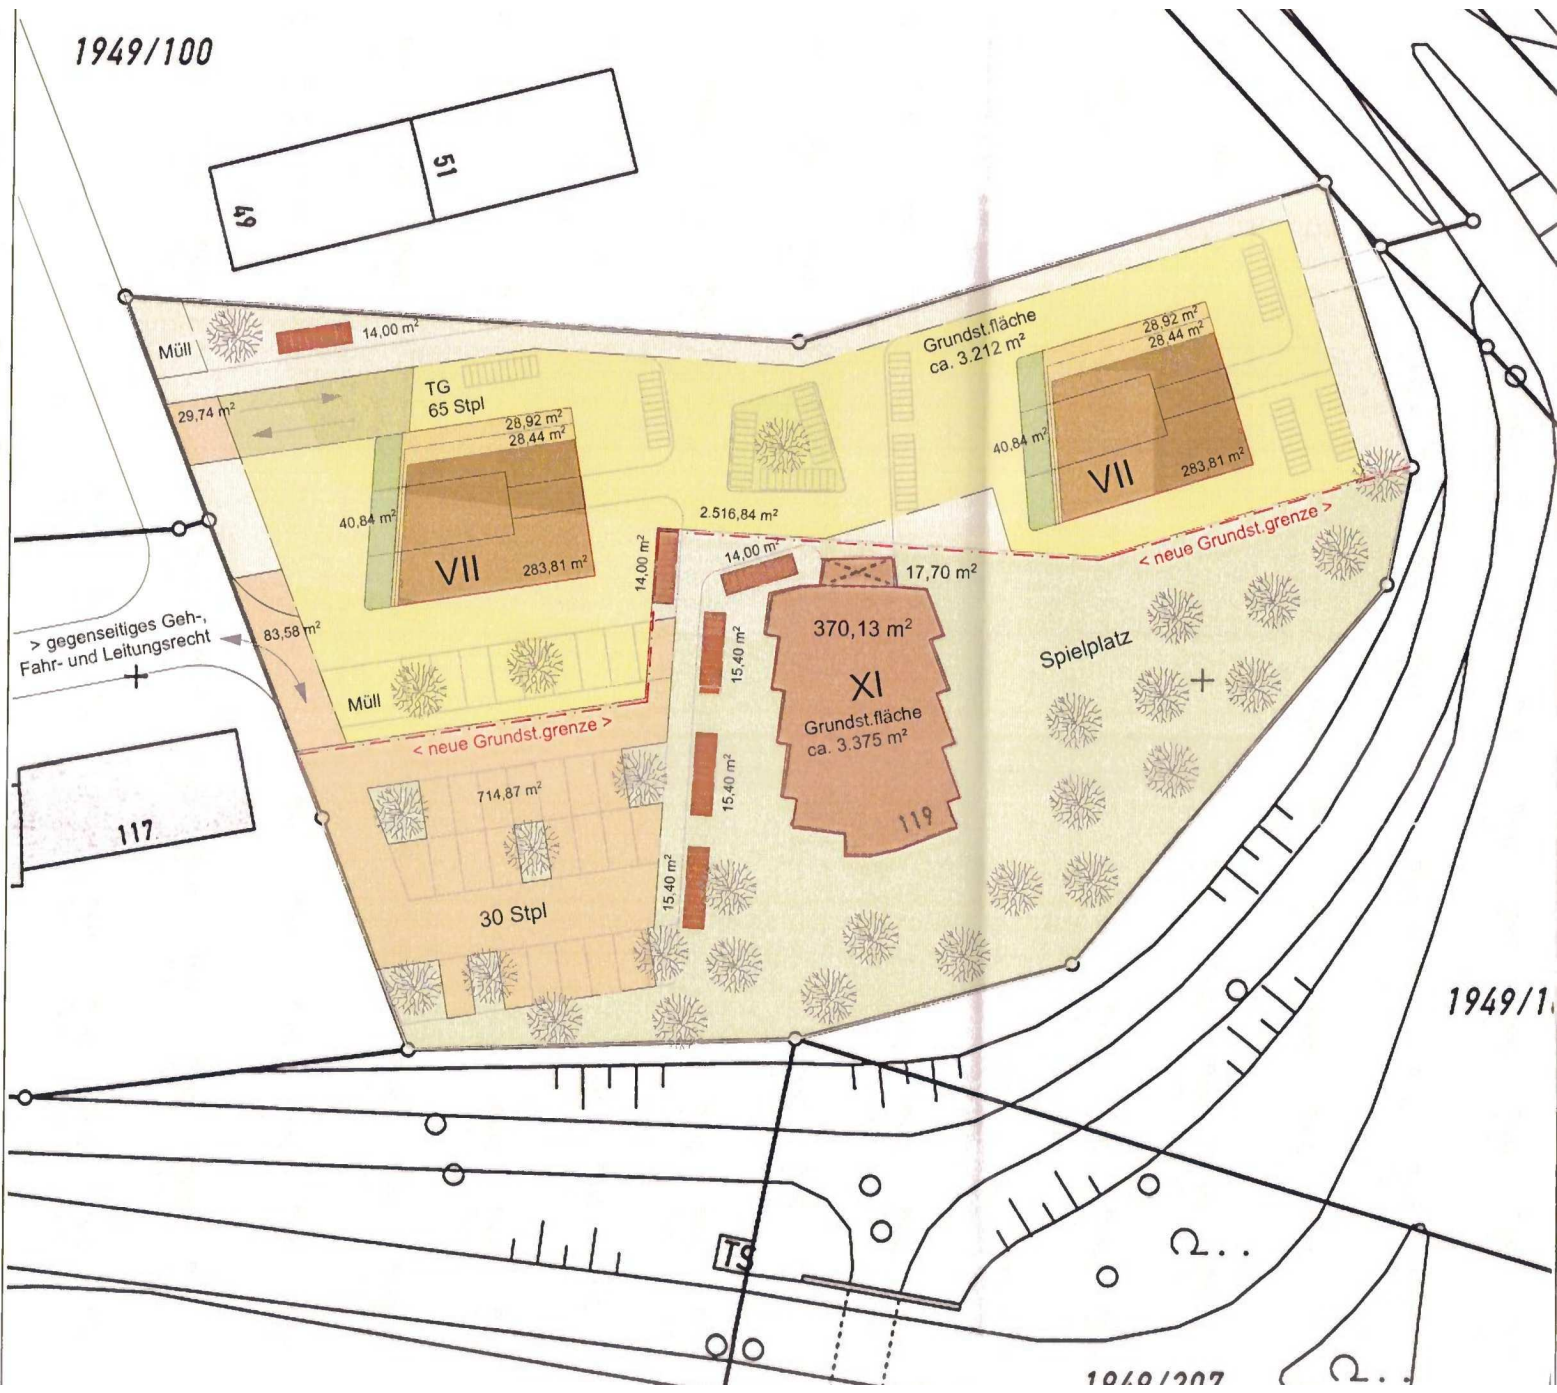 1949/100
51
49
Müll
14,00 m²
29,74 m²
TG
65 Stpl
28,92 m²
28,44 m²
40,84 m²
VII
283,81 m²
Grundst.fläche
ca. 3.212 m²
28,92 m²
28,44 m²
40,84 m²
VII
283,81 m²
2.516,84 m²
< neue Grundst.grenze >
14,00 m²
14,00 m²
17,70 m²
> gegenseitiges Geh-,
Fahr- und Leitungsrecht
83,58 m²
Müll
< neue Grundst.grenze >
15,40 m²
370,13 m²
XI
Grundst.fläche
ca. 3.375 m²
119
Spielplatz
117
714,87 m²
15,40 m²
30 Stpl
15,40 m²
TS
1949/207